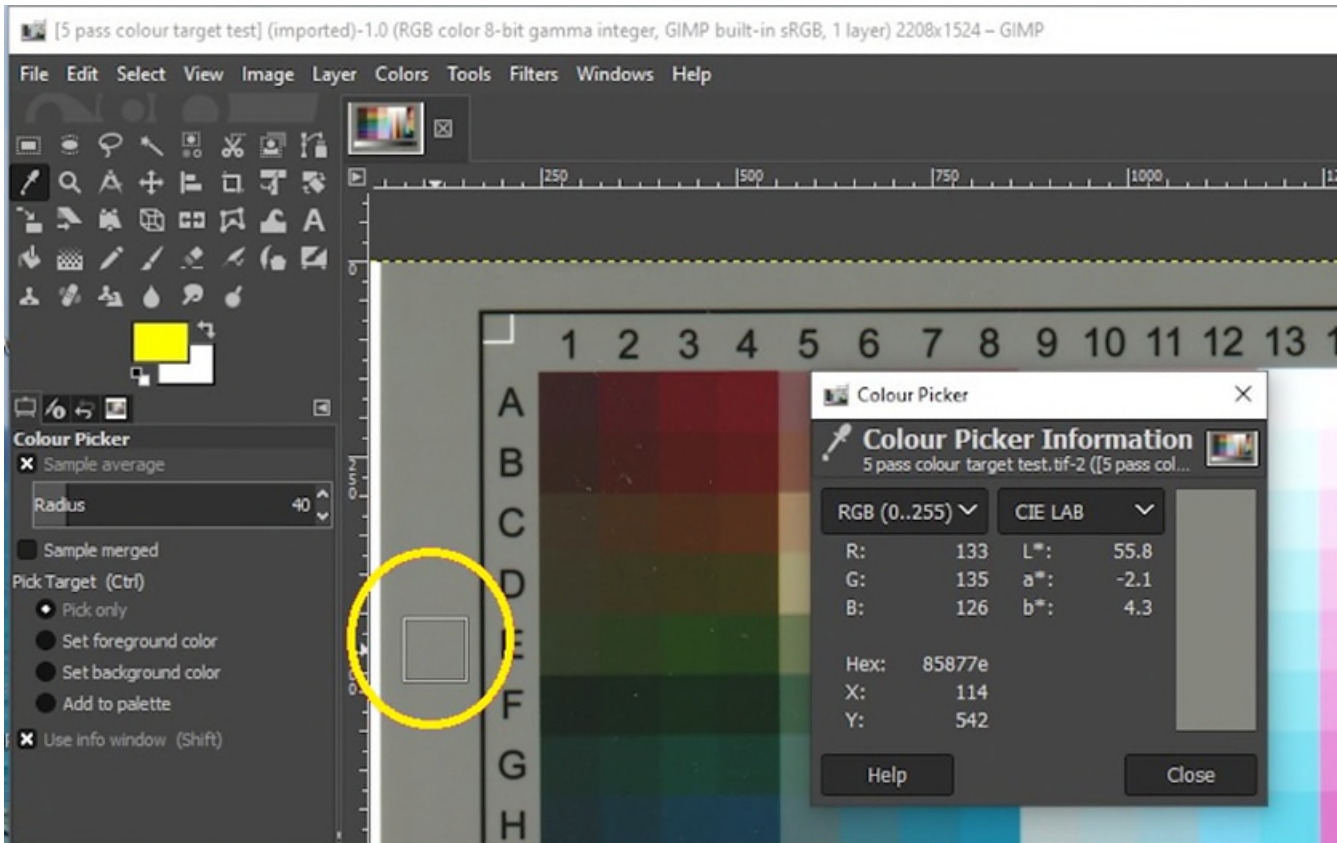 [5 pass colour target test] (imported)-1.0 (RGB color 8-bit gamma integer, GIMP built-in sRGB, 1 layer) 2208x1524 – GIMP
File Edit Select View Image Layer Colors Tools Filters Windows Help
250 500 750 1000
0
250
1 2 3 4 5 6 7 8 9 10 11 12 13
A
B
C
D
E
F
G
H
Colour Picker
Sample average
Radius 40
Sample merged
Pick Target (Ctrl)
Pick only
Set foreground color
Set background color
Add to palette
Use info window (Shift)
Colour Picker
Colour Picker Information
5 pass colour target test.tif-2 ([5 pass col...
RGB (0..255) CIE LAB
R: 133 L*: 55.8
G: 135 a*: -2.1
B: 126 b*: 4.3
Hex: 85877e
X: 114
Y: 542
Help Close